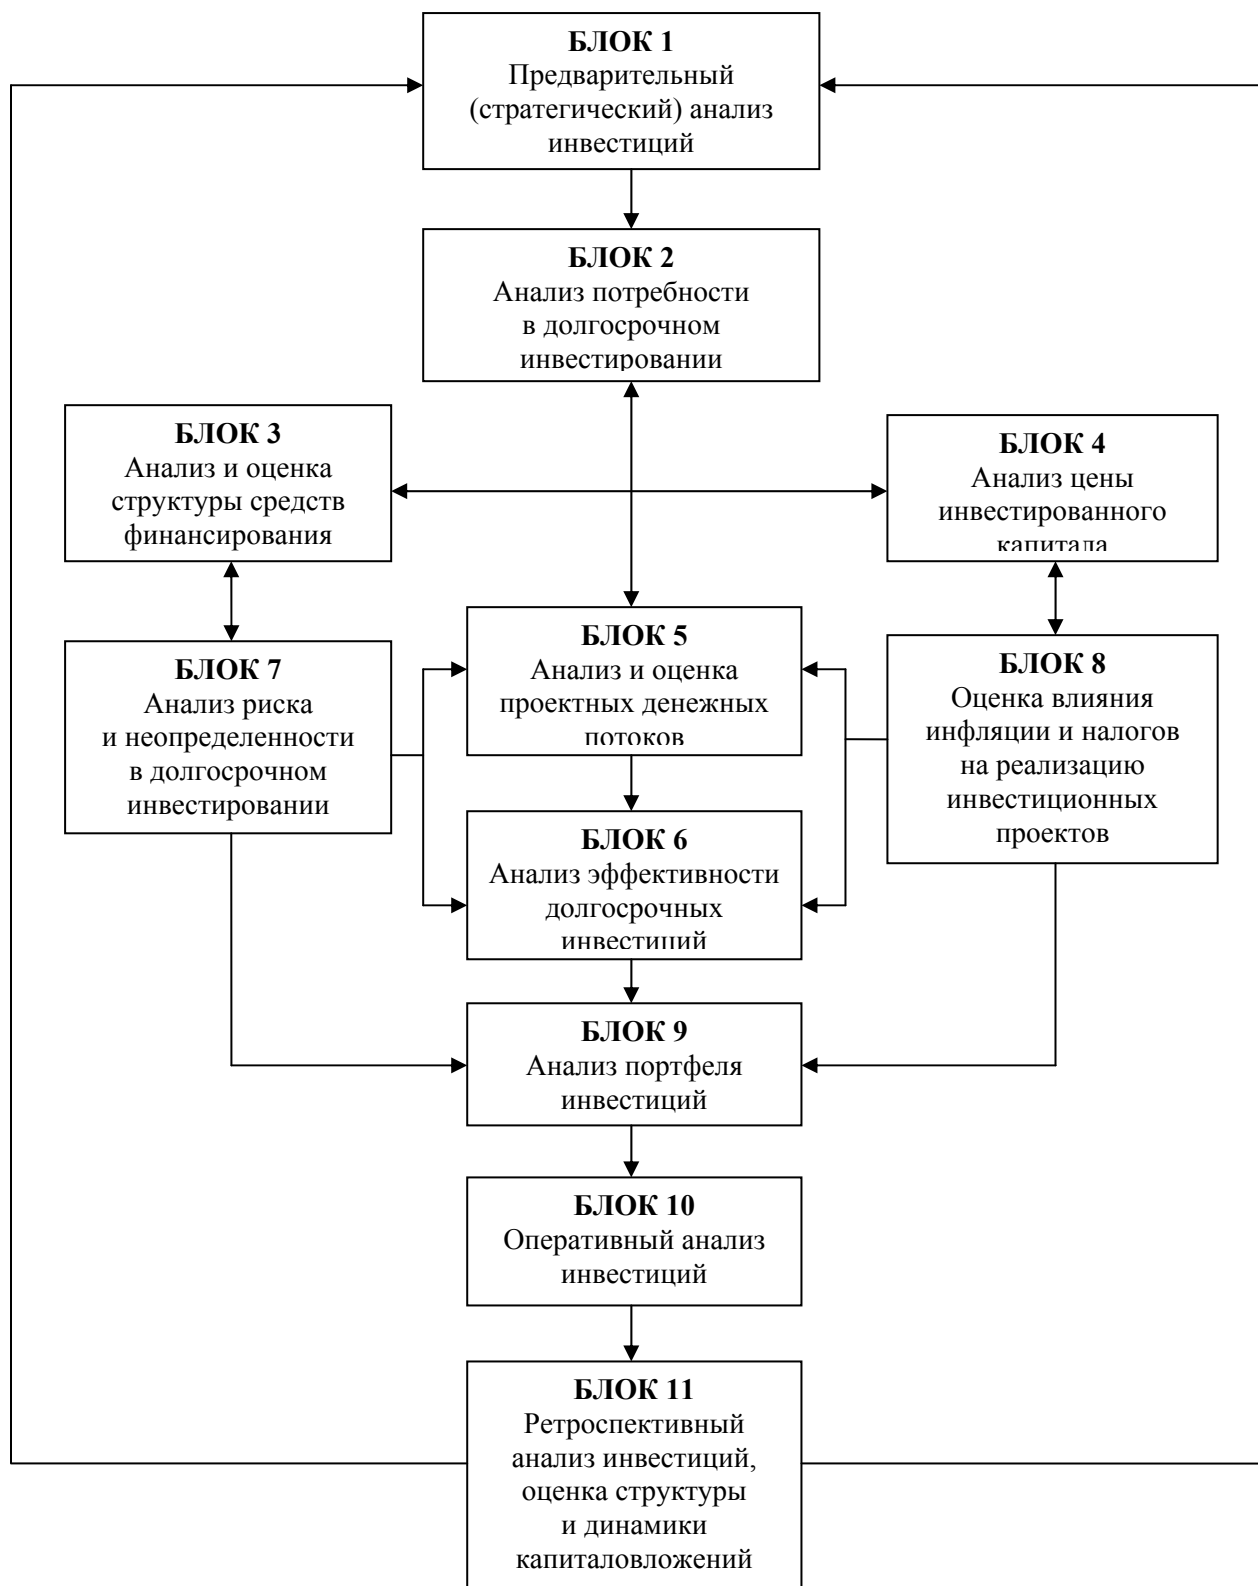 БЛОК 1
Предварительный
(стратегический) анализ
инвестиций
БЛОК 2
Анализ потребности
в долгосрочном
инвестировании
БЛОК 3
Анализ и оценка
структуры средств
финансирования
БЛОК 4
Анализ цены
инвестированного
капитала
БЛОК 5
Анализ и оценка
проектных денежных
потоков
БЛОК 7
Анализ риска
и неопределенности
в долгосрочном
инвестировании
БЛОК 8
Оценка влияния
инфляции и налогов
на реализацию
инвестиционных
проектов
БЛОК 6
Анализ эффективности
долгосрочных
инвестиций
БЛОК 9
Анализ портфеля
инвестиций
БЛОК 10
Оперативный анализ
инвестиций
БЛОК 11
Ретроспективный
анализ инвестиций,
оценка структуры
и динамики
капиталовложений